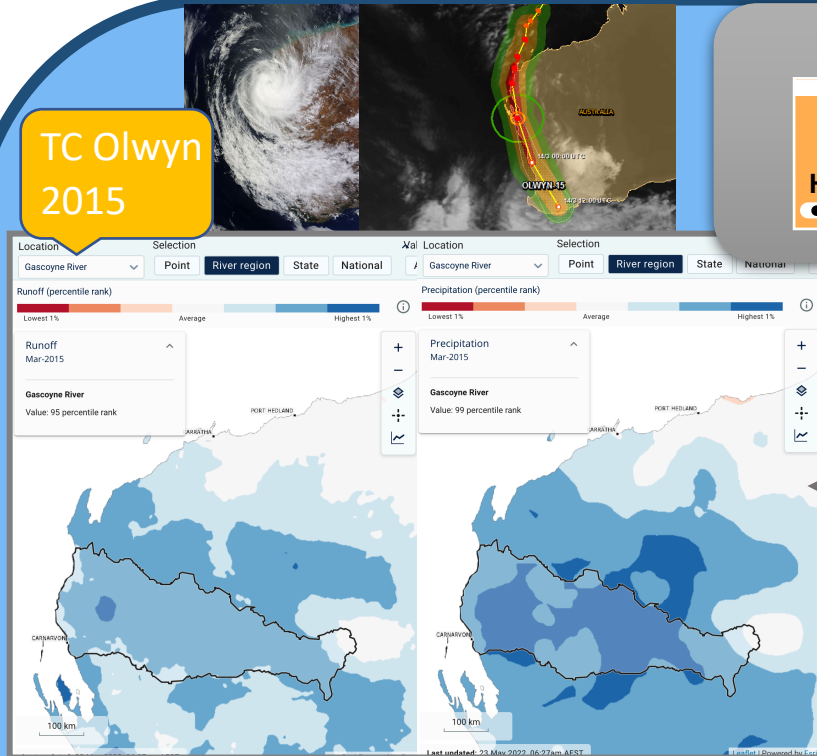 TC Olwyn
2015
AUSTRALIA
14/3 00:00 UTC
OLWYN-15
14/3 12:00 UTC
H
Location
Selection
Val
Gascoyne River
Point
River region
State
National
A
Runoff (percentile rank)
Lowest 1%
Average
Highest 1%
Runoff
Mar-2015
Gascoyne River
Value: 95 percentile rank
PORT HEDLAND
ARRATHA
CARNARVON
100 km
Location
Selection
Gascoyne River
Point
River region
State
National
Precipitation (percentile rank)
Lowest 1%
Average
Highest 1%
Precipitation
Mar-2015
Gascoyne River
Value: 99 percentile rank
PORT HEDLAND
ARRATHA
CARNARVON
100 km
Last updated: 23 May 2022, 06:27am AEST
Leaflet | Powered by Esri